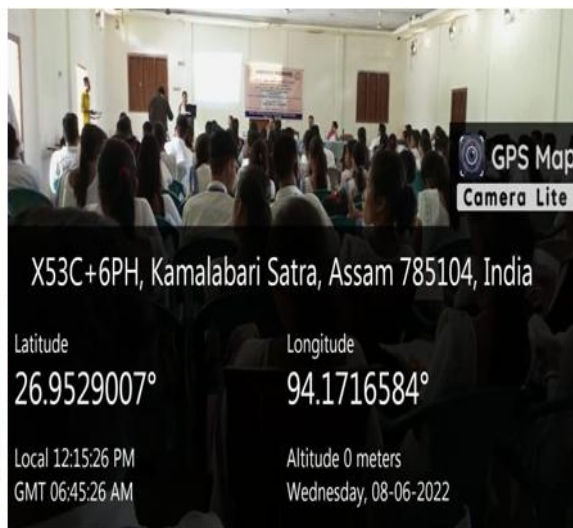 GPS Map
Camera Lite
X53C+6PH, Kamalabari Satra, Assam 785104, India
Latitude
Longitude
26.9529007°
94.1716584°
Local 12:15:26 PM
Altitude 0 meters
GMT 06:45:26 AM
Wednesday, 08-06-2022